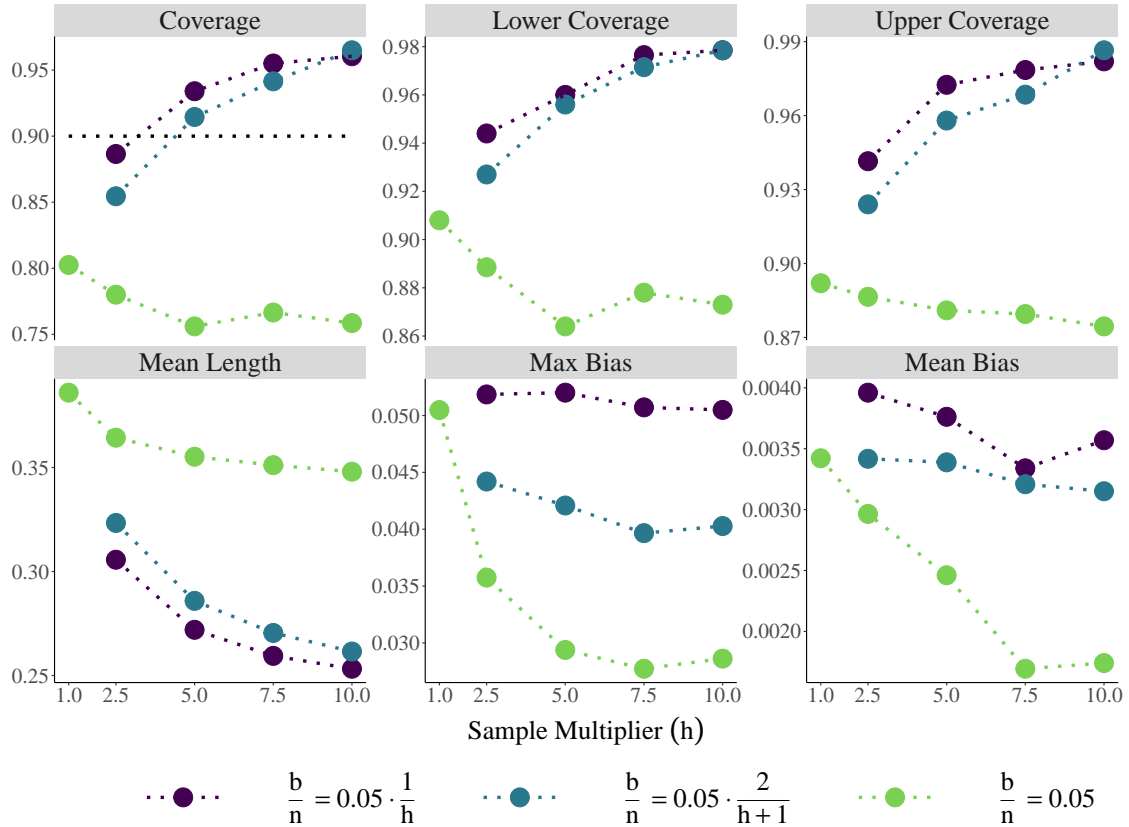 Coverage
Lower Coverage
Upper Coverage
0.95
0.90
0.85
0.80
0.75
0.98
0.96
0.94
0.92
0.90
0.88
0.86
0.99
0.96
0.93
0.90
0.87
Mean Length
Max Bias
Mean Bias
0.35
0.30
0.25
0.050
0.045
0.040
0.035
0.030
0.0040
0.0035
0.0030
0.0025
0.0020
1.0 2.5 5.0 7.5 10.0
1.0 2.5 5.0 7.5 10.0
1.0 2.5 5.0 7.5 10.0
Sample Multiplier (h)
b/n = 0.05 · 1/h
b/n = 0.05 · 2/(h + 1)
b/n = 0.05